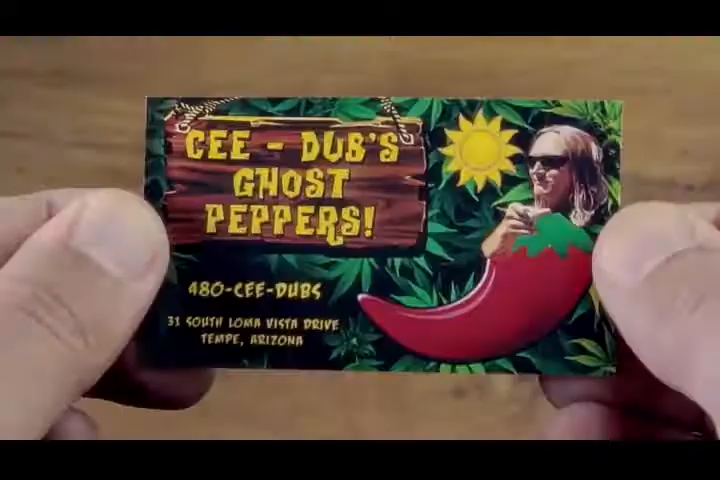 CEE - DUB'S
GHOST
PEPPERS!
480-CEE-DUBS
31 SOUTH LOMA VISTA DRIVE
TEMPE, ARIZONA